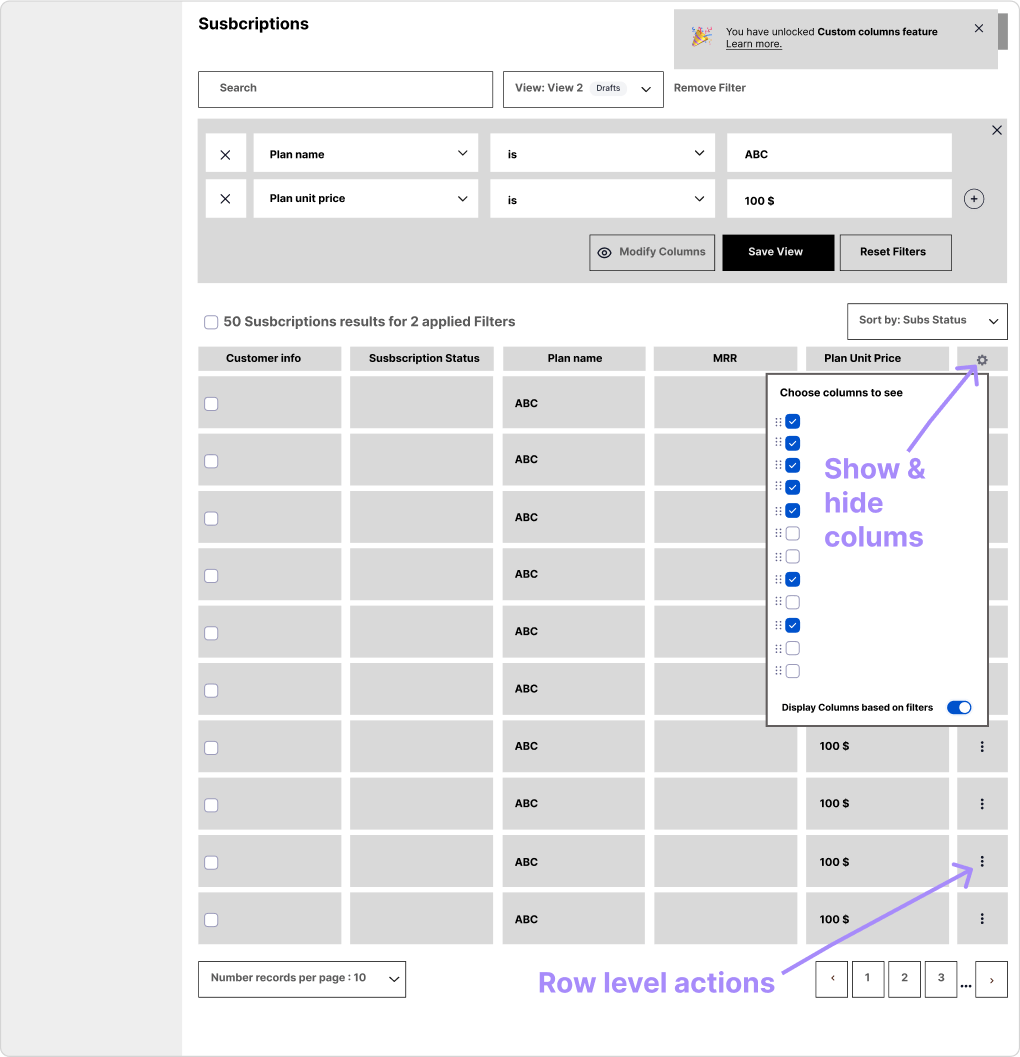 Susbcriptions
You have unlocked Custom columns feature
Learn more.
Search
View: View 2 Drafts
Remove Filter
Plan name
is
ABC
Plan unit price
is
100 $
Modify Columns
Save View
Reset Filters
50 Susbcriptions results for 2 applied Filters
Sort by: Subs Status
Customer info
Susbscription Status
Plan name
MRR
Plan Unit Price
Choose columns to see
Show &
hide
colums
Display Columns based on filters
ABC
ABC
ABC
ABC
ABC
ABC
ABC
100 $
ABC
100 $
ABC
100 $
ABC
100 $
Row level actions
Number records per page : 10
‹
1
2
3
...
›